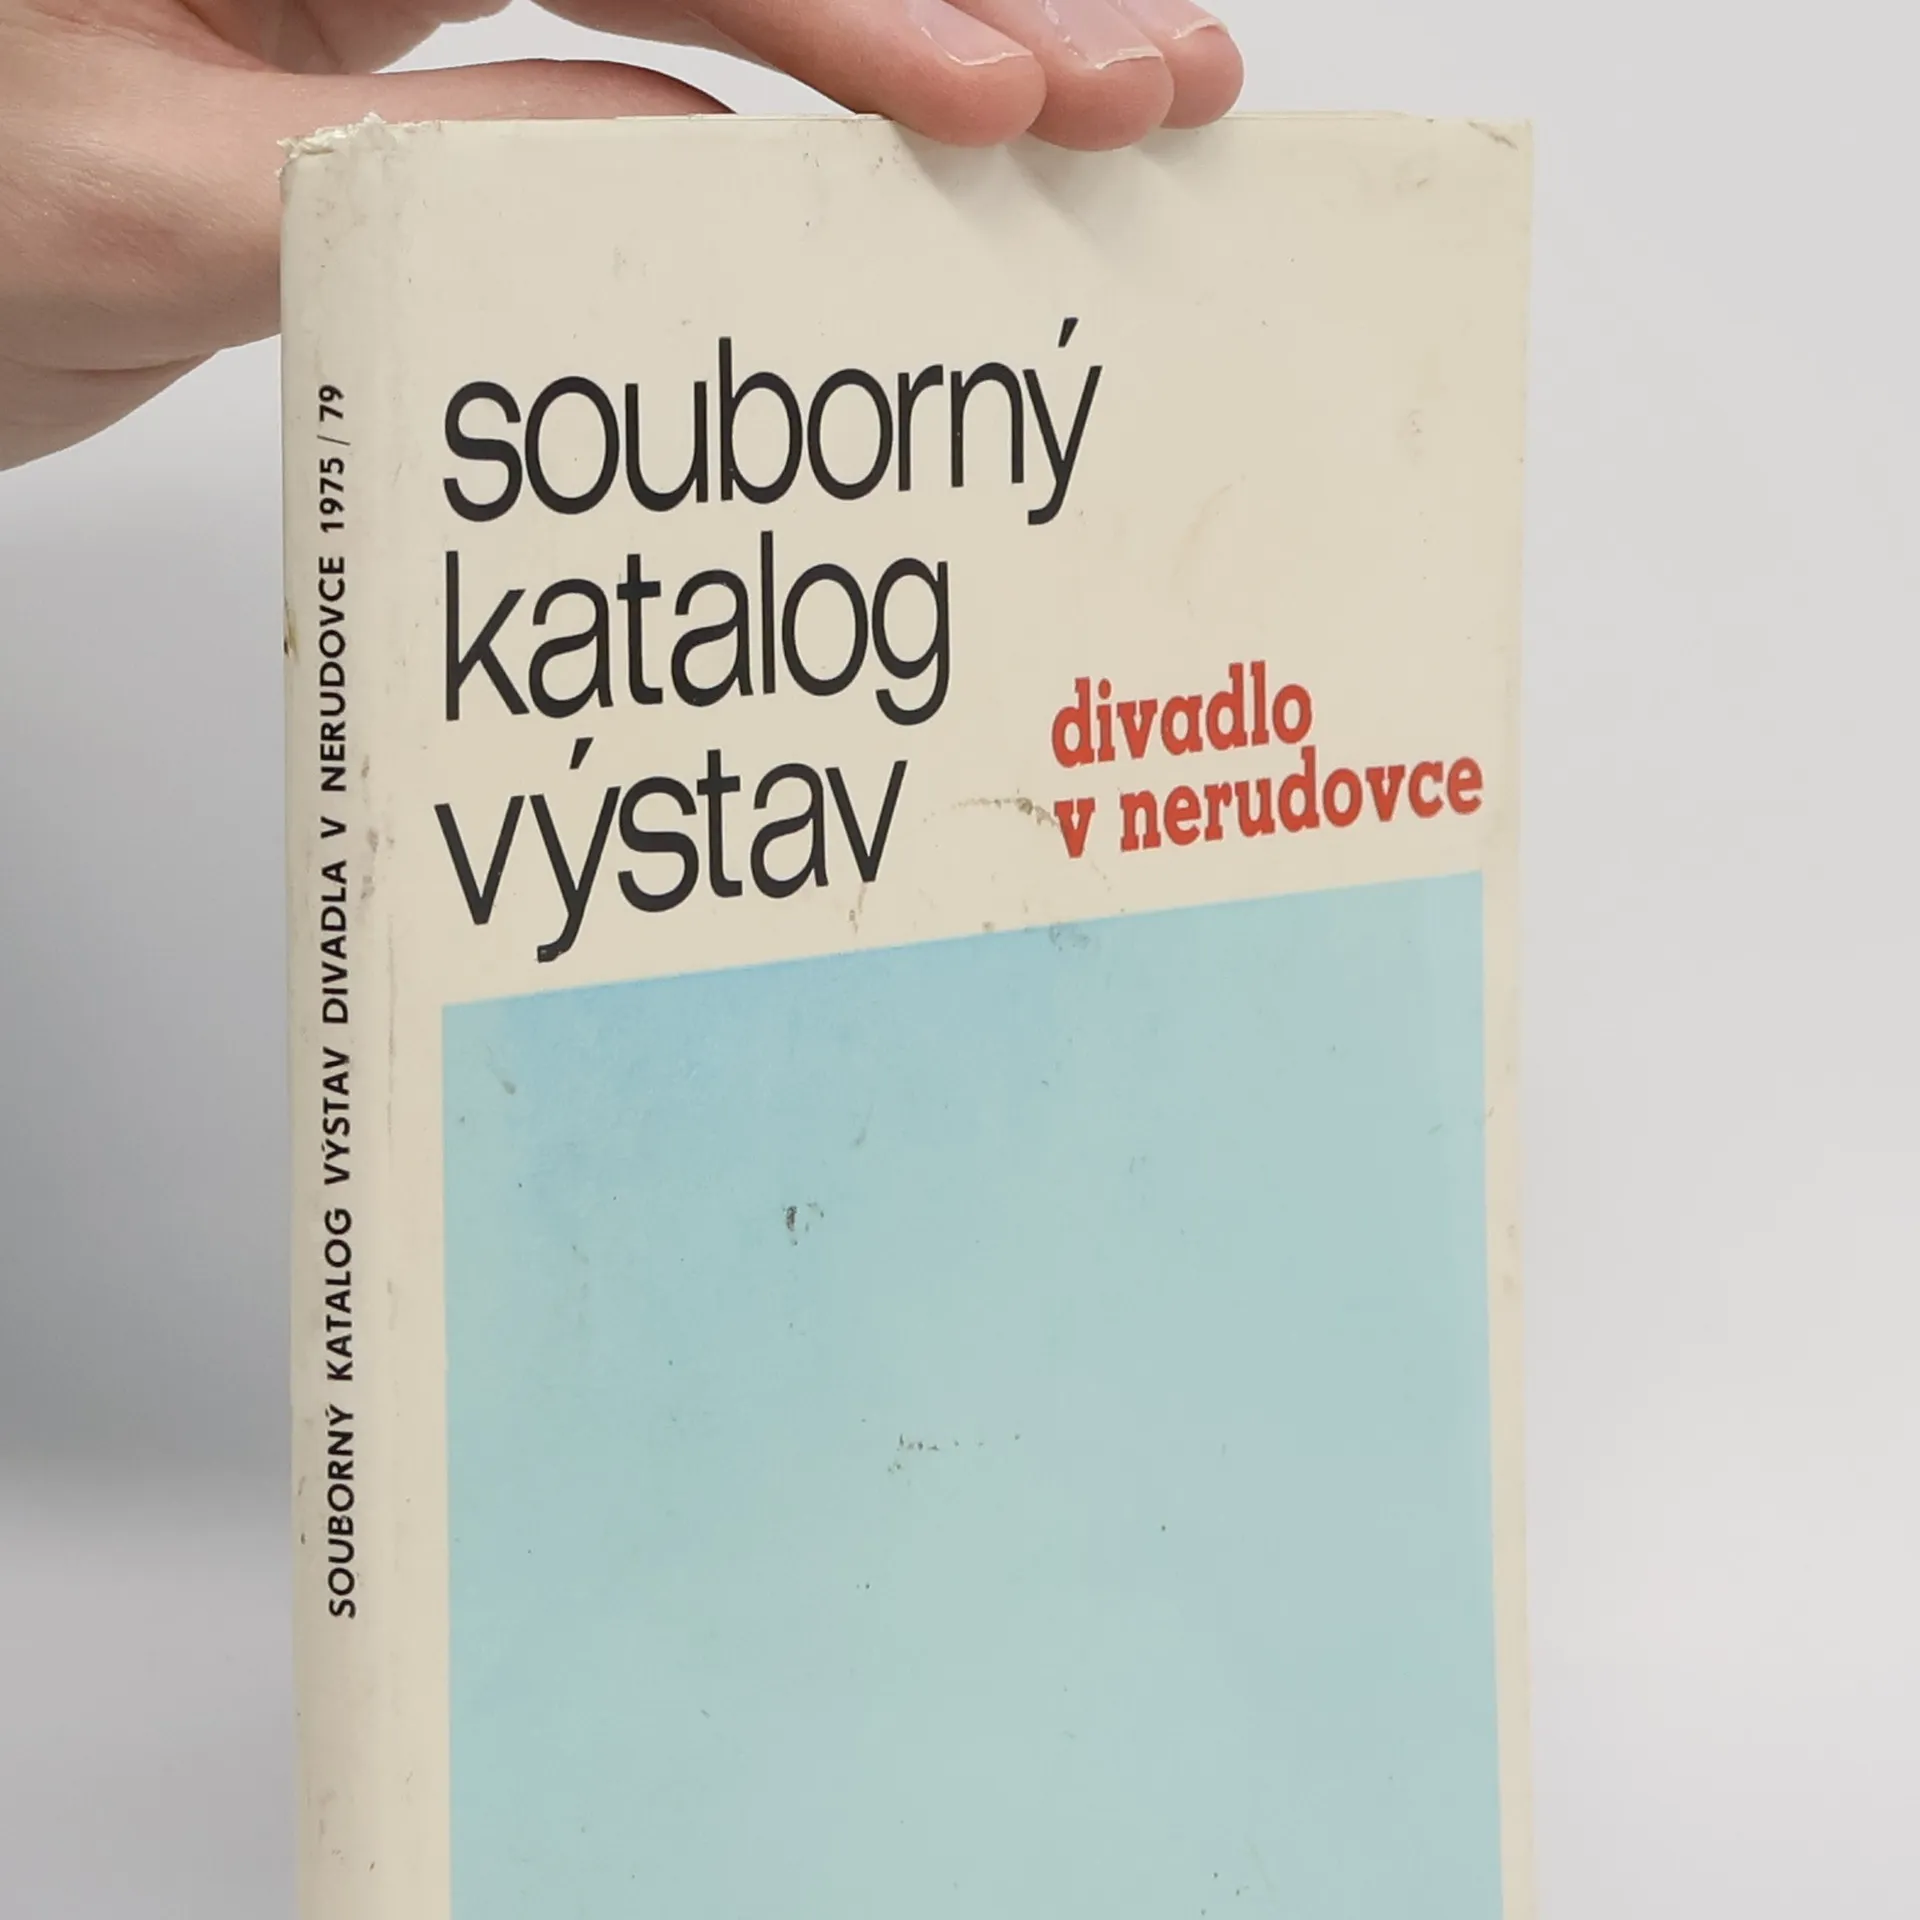 SOUBORNÝ KATALOG VÝSTAV DIVADLA V NERUDOVCE 1975/79
souborný
katalog
výstav
divadlo
v nerudovce